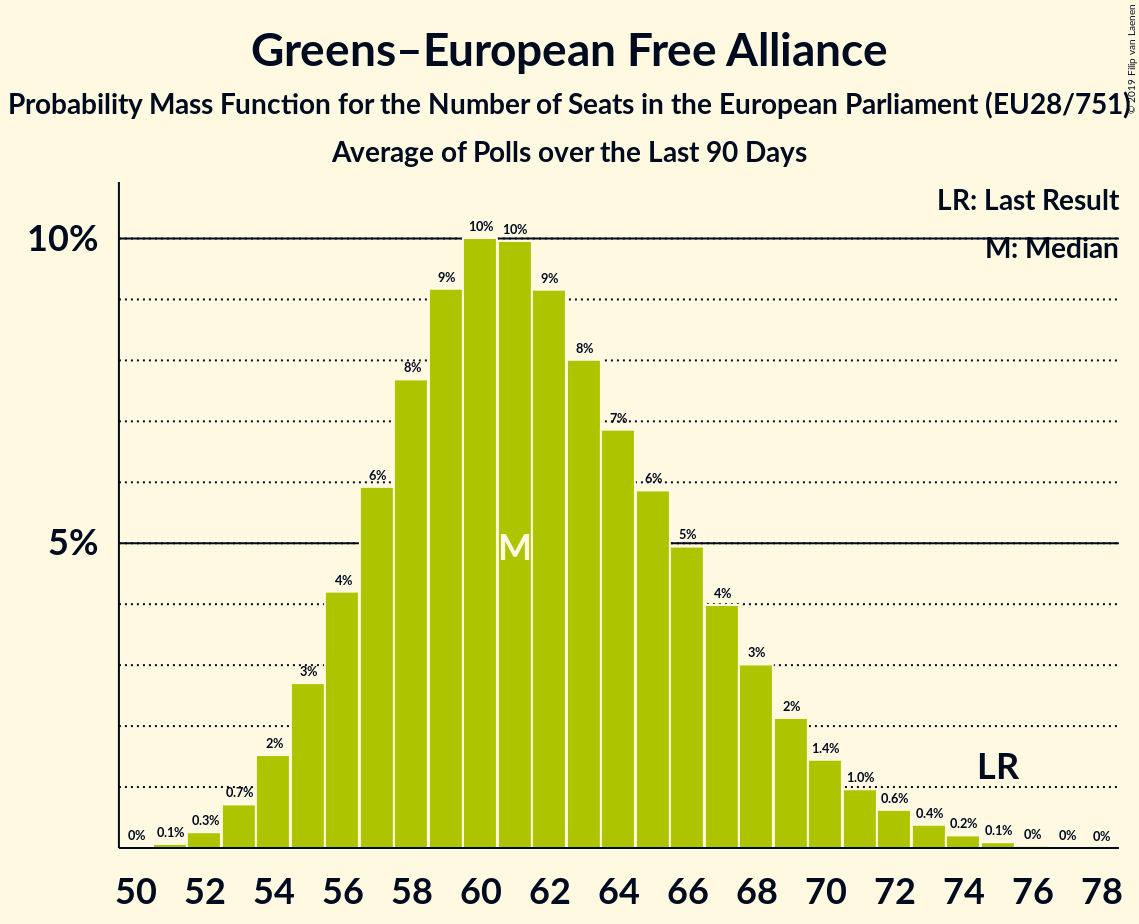 Greens–European Free Alliance
Probability Mass Function for the Number of Seats in the European Parliament (EU28/751)
Average of Polls over the Last 90 Days
© 2019 Filip van Laenen
LR: Last Result
M: Median
10%
5%
0% 0.1% 0.3% 0.7% 2% 3% 4% 6% 8% 9% 10% 10% 9% 8% 7% 6% 5% 4% 3% 2% 1.4% 1.0% 0.6% 0.4% 0.2% 0.1% 0% 0% 0%
M
LR
50 52 54 56 58 60 62 64 66 68 70 72 74 76 78